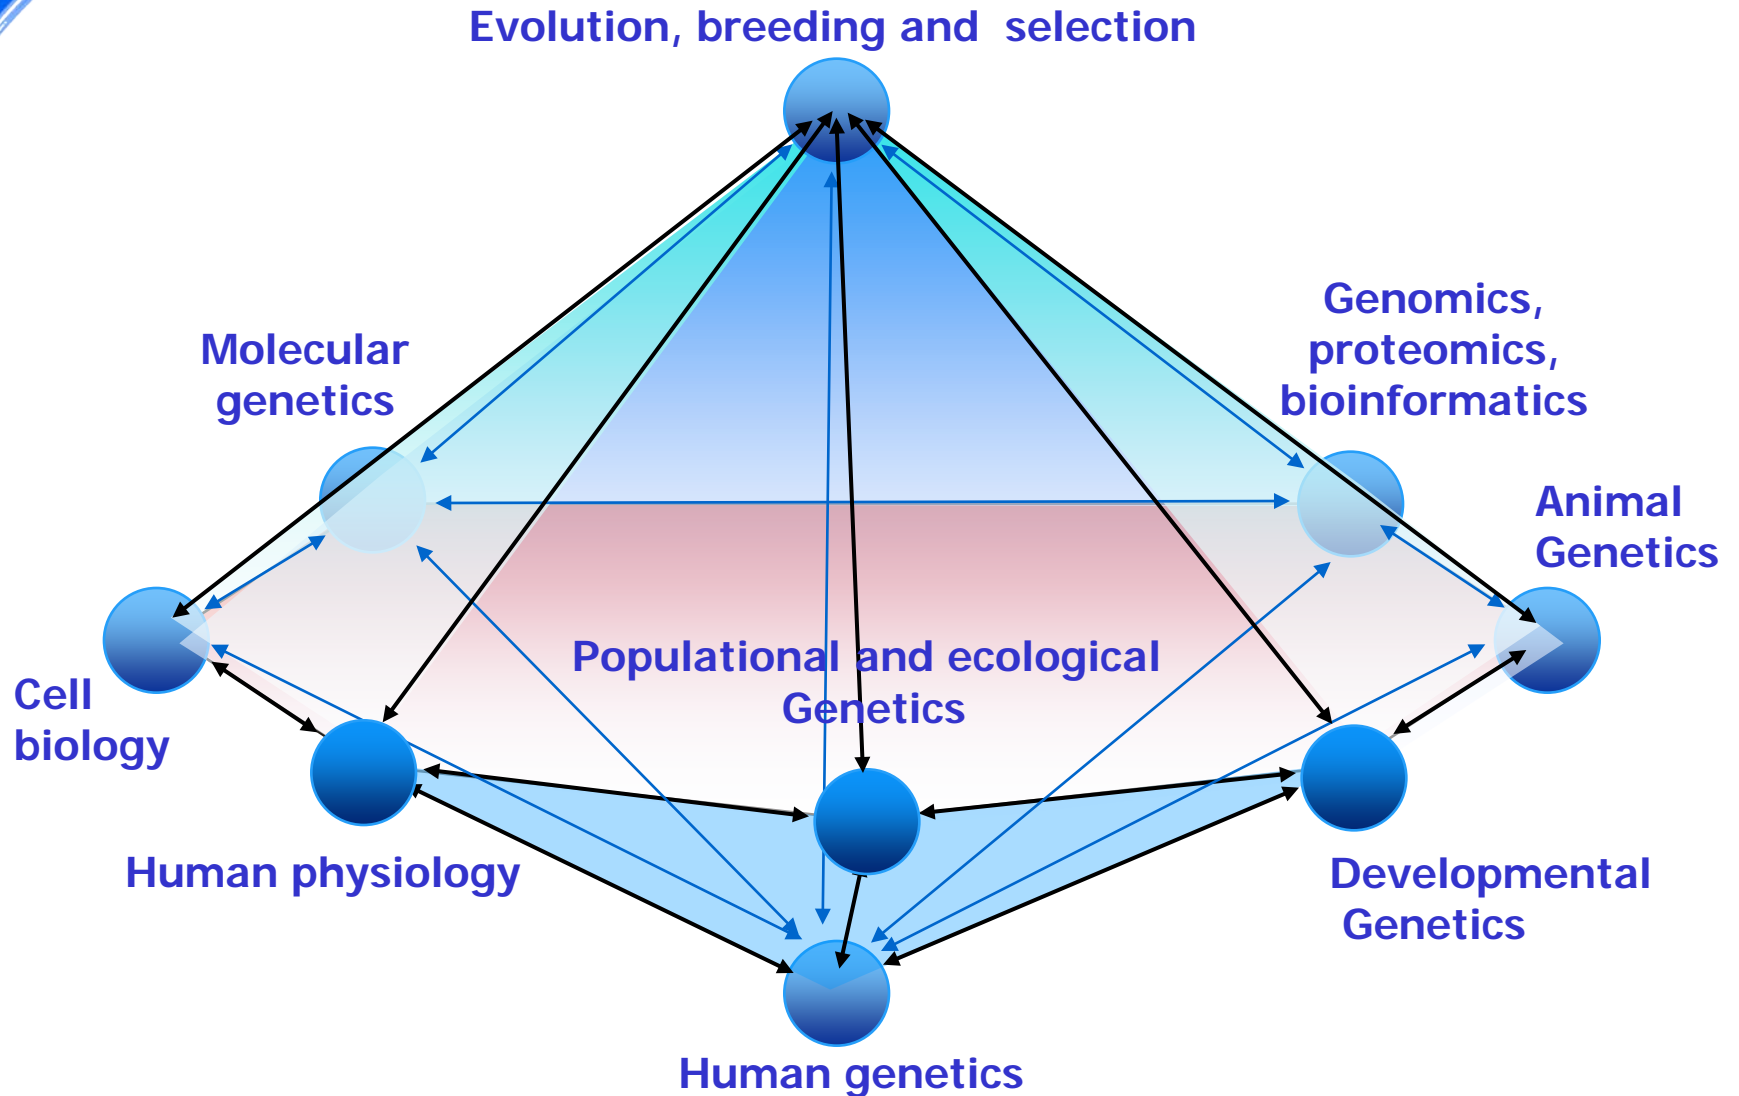 Evolution, breeding and  selection
Molecular
genetics
Genomics,
proteomics,
bioinformatics
Animal
Genetics
Populational and ecological
Genetics
Cell
biology
Human physiology
Developmental
Genetics
Human genetics